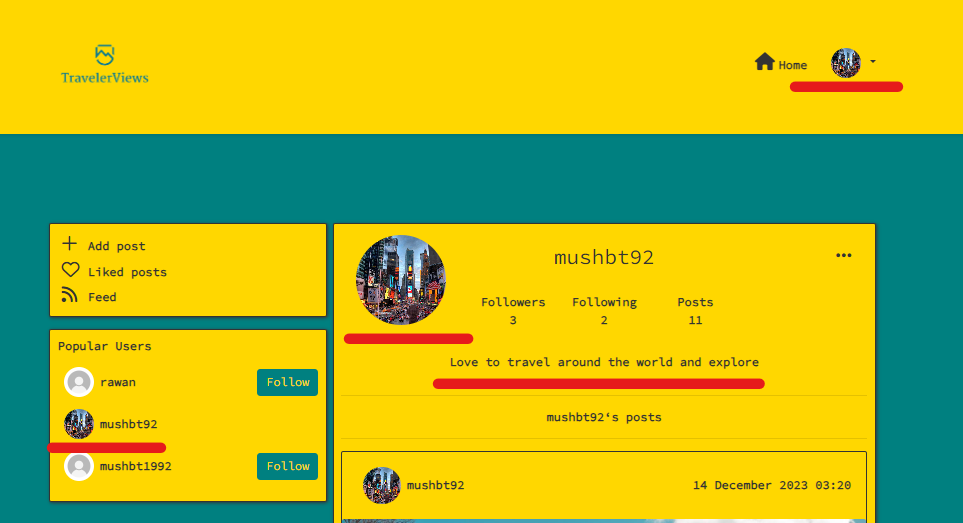 TravelerViews
Home
Add post
Liked posts
Feed
Popular Users
rawan Follow
mushbt92
mushbt1992 Follow
mushbt92
Followers Following Posts
3 2 11
Love to travel around the world and explore
mushbt92‘s posts
mushbt92 14 December 2023 03:20